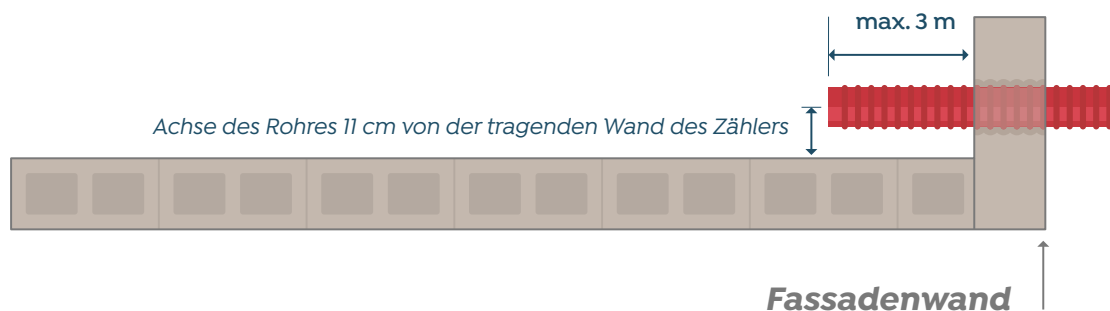 max. 3 m
Achse des Rohres 11 cm von der tragenden Wand des Zählers
Fassadenwand